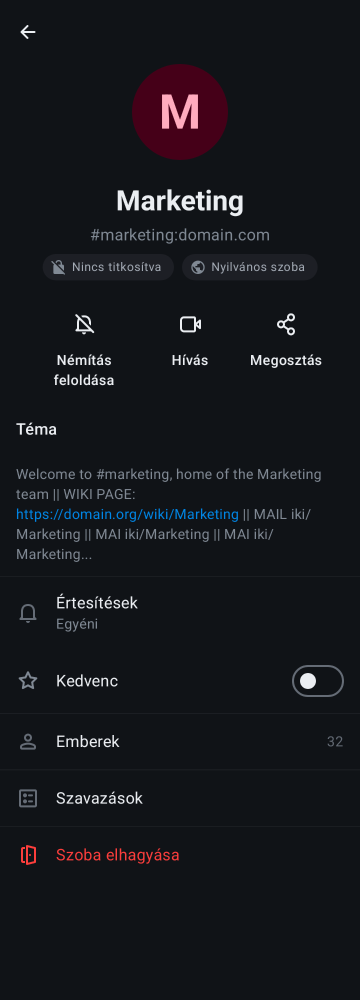 M
Marketing
#marketing:domain.com
Nincs titkosítva
Nyilvános szoba
Némítás
feloldása
Hívás
Megosztás
Téma
Welcome to #marketing, home of the Marketing
team || WIKI PAGE:
https://domain.org/wiki/Marketing || MAIL iki/
Marketing || MAI iki/Marketing || MAI iki/
Marketing...
Értesítések
Egyéni
Kedvenc
Emberek 32
Szavazások
Szoba elhagyása